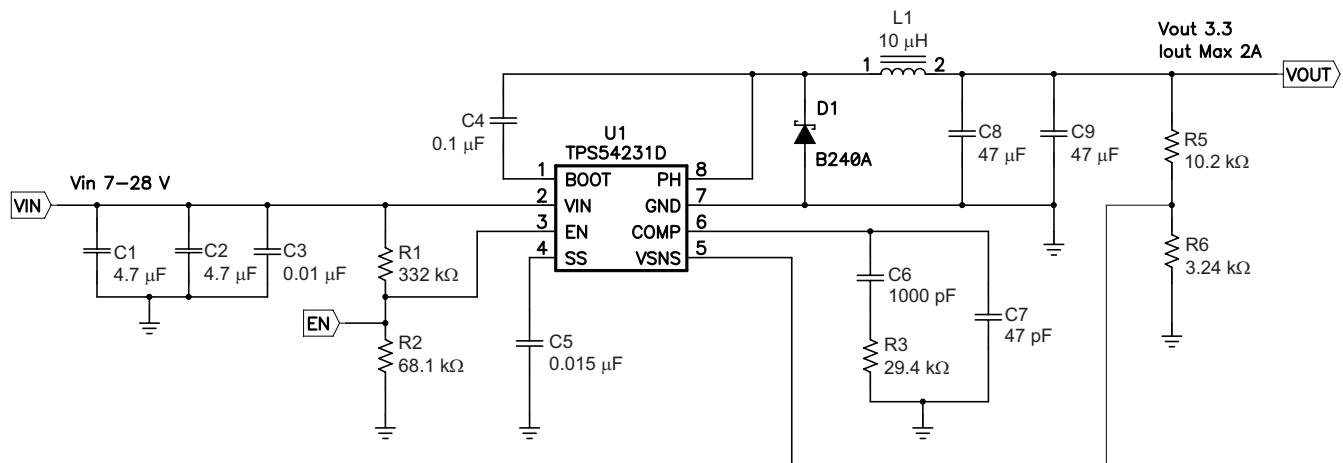 L1
10 μH
1
2
Vout 3.3
Iout Max 2A
VOUT
C4
0.1 μF
U1
TPS54231D
D1
B240A
C8
47 μF
C9
47 μF
R5
10.2 kΩ
Vin 7–28 V
VIN
1
BOOT
PH
8
2
VIN
GND
7
3
EN
COMP
6
4
SS
VSNS
5
C1
4.7 μF
C2
4.7 μF
C3
0.01 μF
R1
332 kΩ
R6
3.24 kΩ
C6
1000 pF
C7
47 pF
EN
R2
68.1 kΩ
C5
0.015 μF
R3
29.4 kΩ